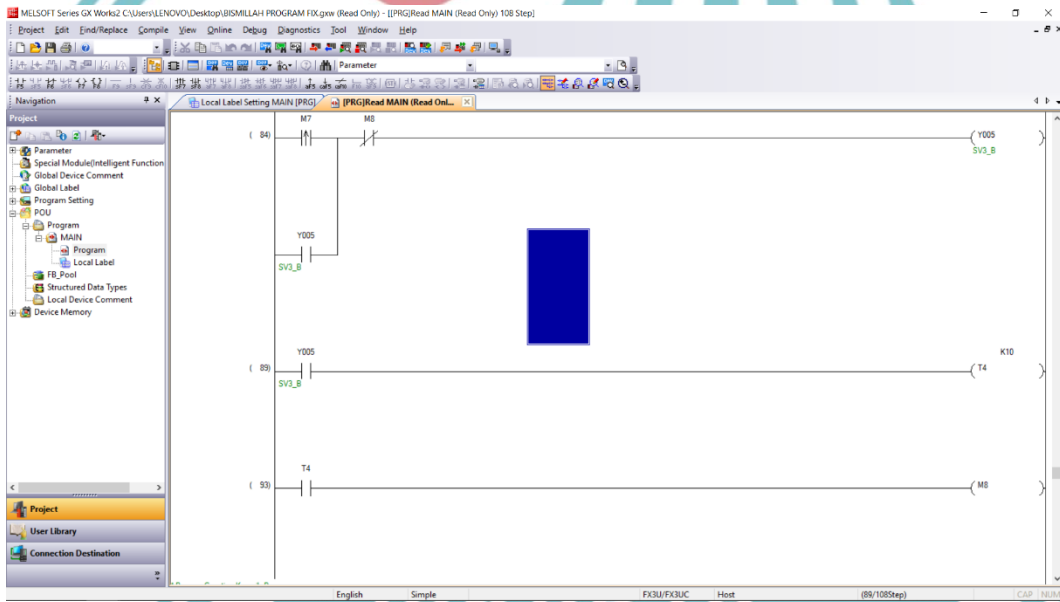 MELSOFT Series GX Works2 C:\Users\LENOVO\Desktop\BISMILLAH PROGRAM FIX.gxw (Read Only) - [[PRG]Read MAIN (Read Only) 108 Step]
Project Edit Find/Replace Compile View Online Debug Diagnostics Tool Window Help
Parameter
Navigation
Local Label Setting MAIN [PRG]
[PRG]Read MAIN (Read Onl...
Project
Parameter
Special Module(Intelligent Function
Global Device Comment
Global Label
Program Setting
POU
Program
MAIN
Program
Local Label
FB_Pool
Structured Data Types
Local Device Comment
Device Memory
Project
User Library
Connection Destination
M7 M8
( 84) Y005
SV3_B
Y005
SV3_B
Y005 K10
( 89) T4
SV3_B
T4
( 93) M8
English Simple FX3U/FX3UC Host (89/108Step) CAP NUM